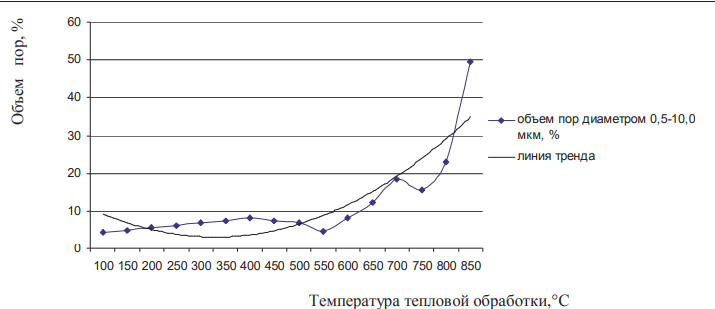 Объем пор, %
60
50
40
30
20
10
0
100 150 200 250 300 350 400 450 500 550 600 650 700 750 800 850
Температура тепловой обработки,°С
объем пор диаметром 0,5-10,0
мкм, %
линия тренда